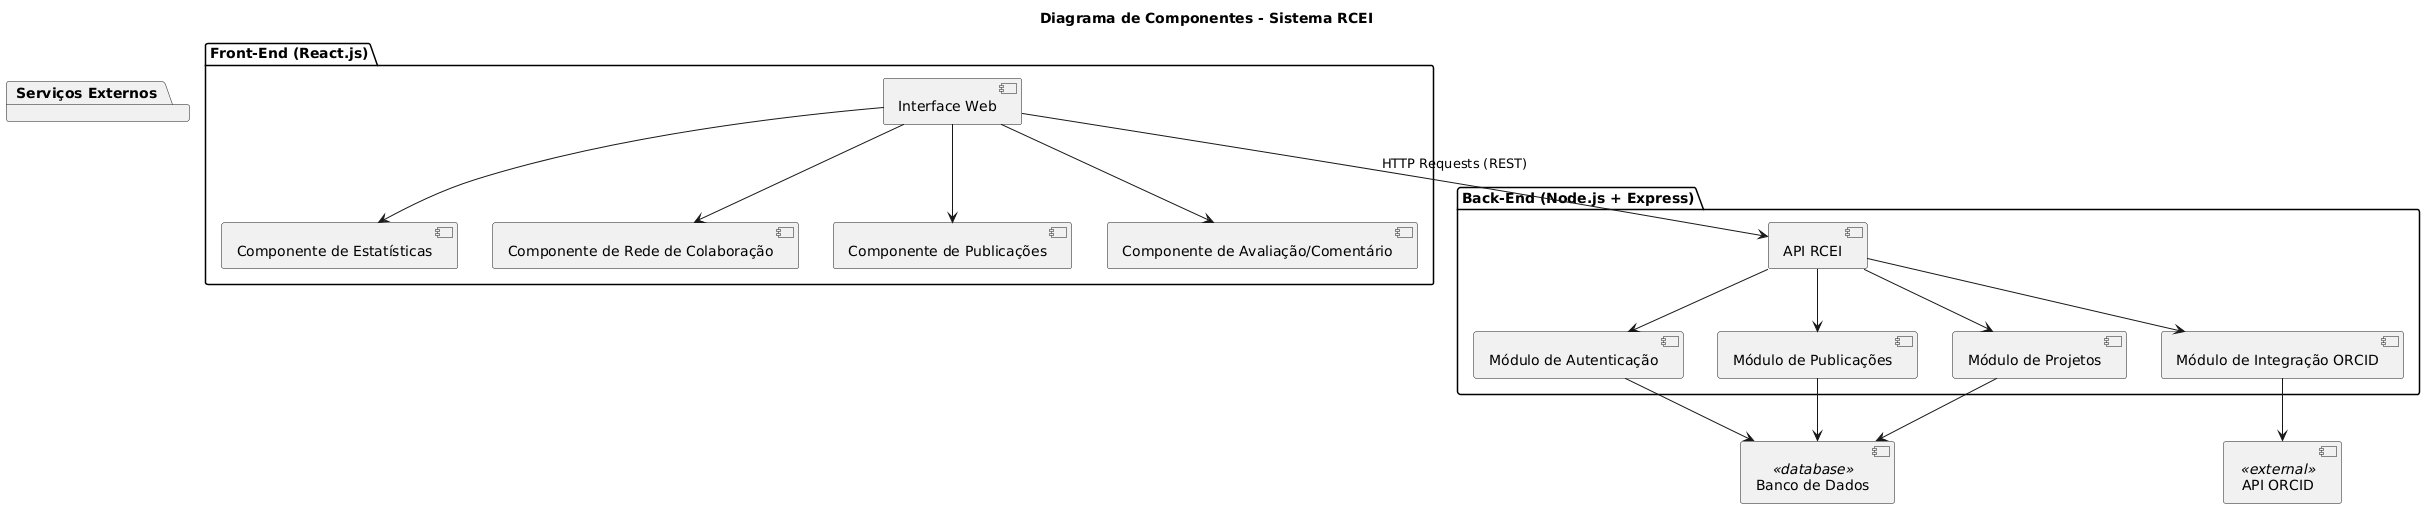 Diagrama de Componentes - Sistema RCEI
Front-End (React.js)
Serviços Externos
Interface Web
HTTP Requests (REST)
Back-End (Node.js + Express)
Componente de Estatísticas
Componente de Rede de Colaboração
Componente de Publicações
Componente de Avaliação/Comentário
API RCEI
Módulo de Autenticação
Módulo de Publicações
Módulo de Projetos
Módulo de Integração ORCID
«database»
Banco de Dados
«external»
API ORCID